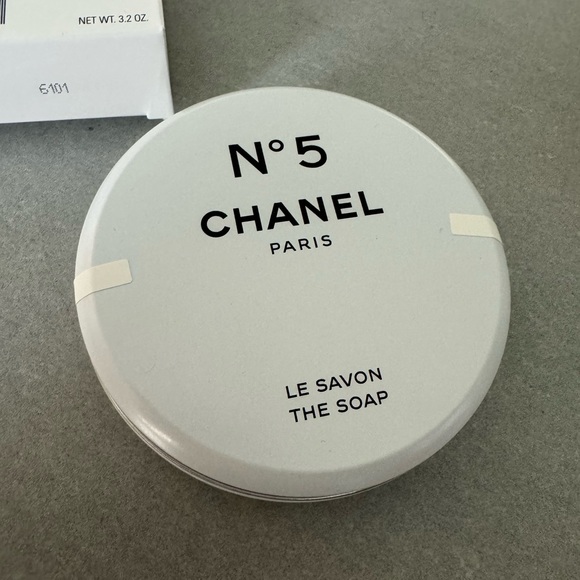 NET WT. 3.2 OZ.
6101
N° 5
CHANEL
PARIS
LE SAVON
THE SOAP